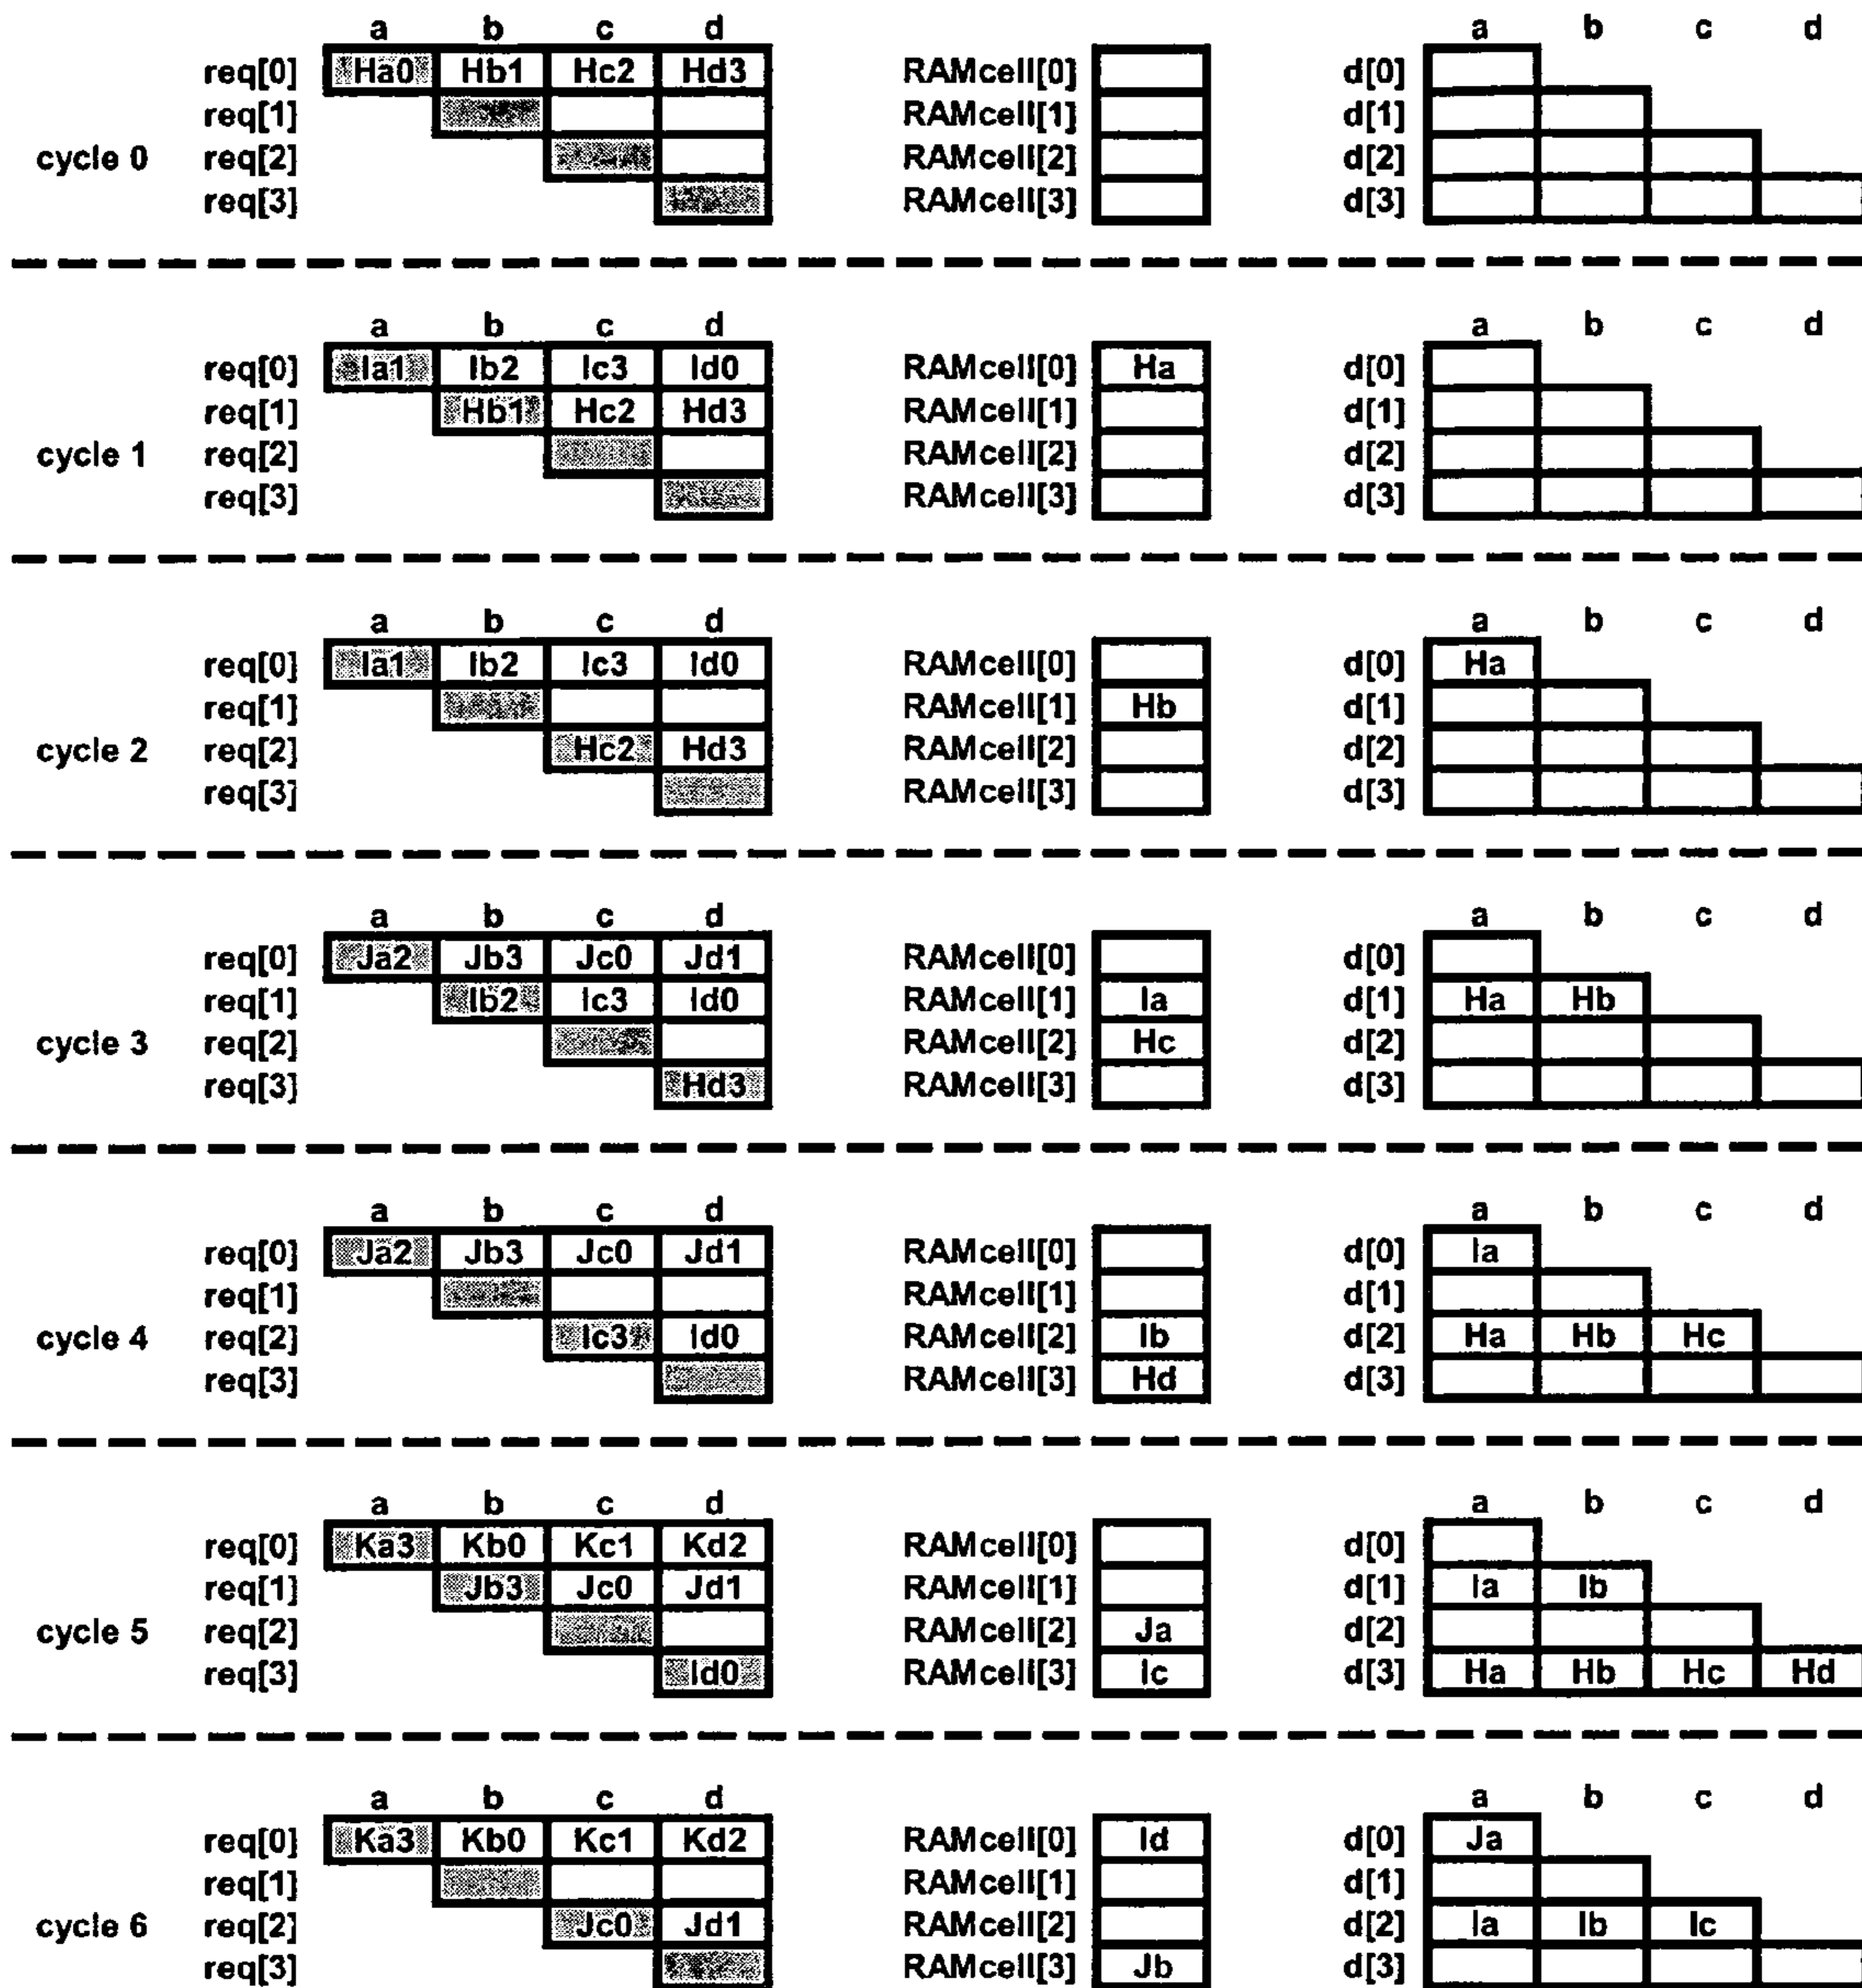 a b c d a b c d
req[0] Ha0 Hb1 Hc2 Hd3 RAMcell[0] d[0]
req[1] RAMcell[1] d[1]
cycle 0 req[2] RAMcell[2] d[2]
req[3] RAMcell[3] d[3]
a b c d a b c d
req[0] Ia1 Ib2 Ic3 Id0 RAMcell[0] Ha d[0]
req[1] Hb1 Hc2 Hd3 RAMcell[1] d[1]
cycle 1 req[2] RAMcell[2] d[2]
req[3] RAMcell[3] d[3]
a b c d a b c d
req[0] Ia1 Ib2 Ic3 Id0 RAMcell[0] d[0] Ha
req[1] RAMcell[1] Hb d[1]
cycle 2 req[2] Hc2 Hd3 RAMcell[2] d[2]
req[3] RAMcell[3] d[3]
a b c d a b c d
req[0] Ja2 Jb3 Jc0 Jd1 RAMcell[0] d[0]
req[1] Ib2 Ic3 Id0 RAMcell[1] Ia d[1] Ha Hb
cycle 3 req[2] RAMcell[2] Hc d[2]
req[3] Hd3 RAMcell[3] d[3]
a b c d a b c d
req[0] Ja2 Jb3 Jc0 Jd1 RAMcell[0] d[0] Ia
req[1] RAMcell[1] d[1]
cycle 4 req[2] Ic3 Id0 RAMcell[2] Ib d[2] Ha Hb Hc
req[3] RAMcell[3] Hd d[3]
a b c d a b c d
req[0] Ka3 Kb0 Kc1 Kd2 RAMcell[0] d[0]
req[1] Jb3 Jc0 Jd1 RAMcell[1] d[1] Ia Ib
cycle 5 req[2] RAMcell[2] Ja d[2]
req[3] Id0 RAMcell[3] Ic d[3] Ha Hb Hc Hd
a b c d a b c d
req[0] Ka3 Kb0 Kc1 Kd2 RAMcell[0] Id d[0] Ja
req[1] RAMcell[1] d[1]
cycle 6 req[2] Jc0 Jd1 RAMcell[2] d[2] Ia Ib Ic
req[3] RAMcell[3] Jb d[3]